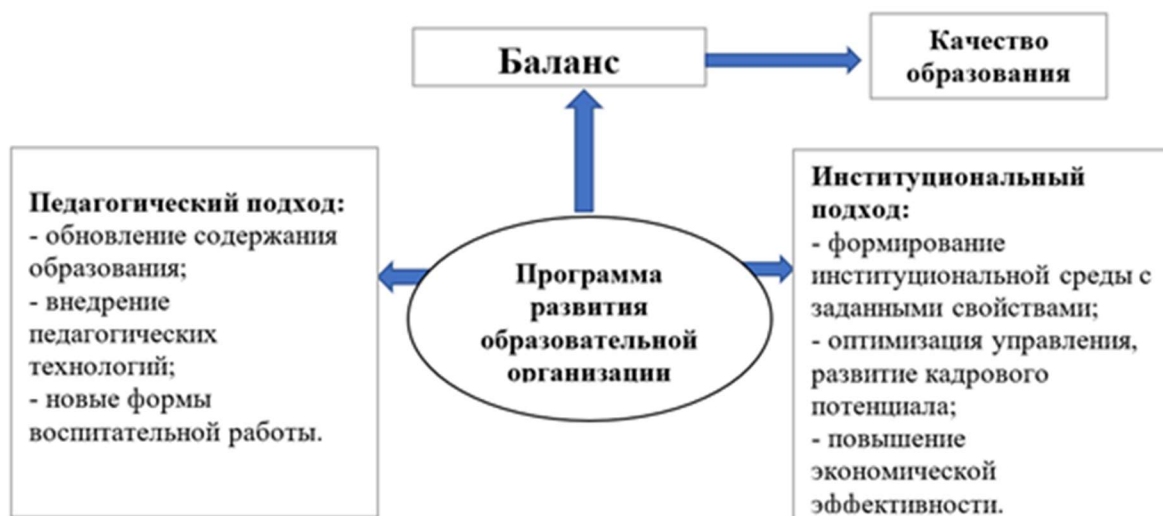 Баланс
Качество
образования
Педагогический подход:
- обновление содержания
образования;
- внедрение
педагогических
технологий;
- новые формы
воспитательной работы.
Программа
развития
образовательной
организации
Институциональный
подход:
- формирование
институциональной среды с
заданными свойствами;
- оптимизация управления,
развитие кадрового
потенциала;
- повышение
экономической
эффективности.